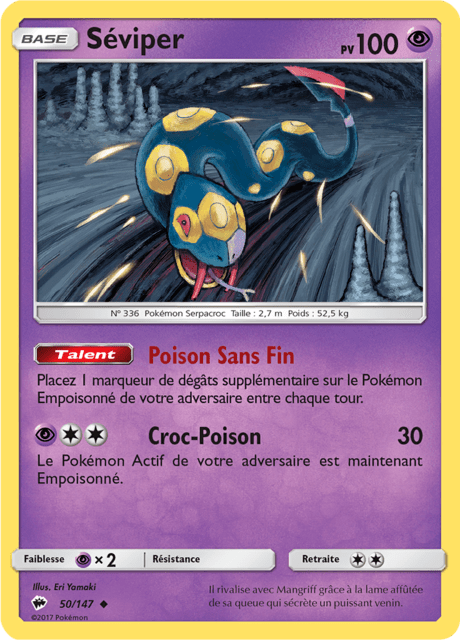 BASE Séviper PV 100
N° 336 Pokémon Serpacroc Taille : 2,7 m Poids : 52,5 kg
Talent Poison Sans Fin
Placez 1 marqueur de dégâts supplémentaire sur le Pokémon
Empoisonné de votre adversaire entre chaque tour.
Croc-Poison 30
Le Pokémon Actif de votre adversaire est maintenant
Empoisonné.
Faiblesse ×2 Résistance Retraite
Illus. Eri Yamaki
50/147
©2017 Pokémon
Il rivalise avec Mangriff grâce à la lame affûtée
de sa queue qui sécrète un puissant venin.